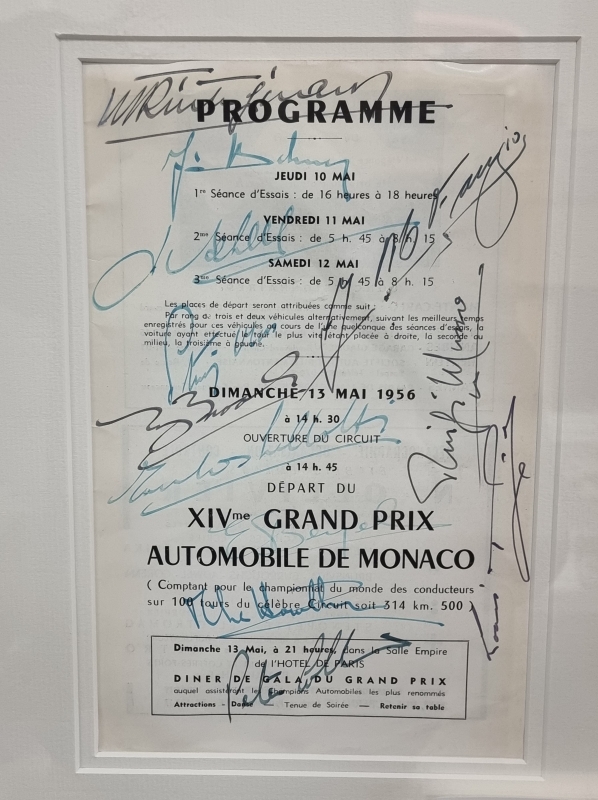 PROGRAMME
JEUDI 10 MAI
1re Séance d'Essais : de 16 heures à 18 heures
VENDREDI 11 MAI
2me Séance d'Essais : de 5 h. 45 à 8 h. 15
SAMEDI 12 MAI
3me Séance d'Essais : de 5 h. 45 à 8 h. 15
Les places de départ seront attribuées comme suit :
Par rang de trois et deux véhicules alternativement, suivant les meilleurs temps
enregistrés pour ces véhicules au cours de l'une quelconque des séances d'essais, la
voiture ayant effectué le tour le plus vite étant placée à droite, la seconde au
milieu, la troisième à gauche.
DIMANCHE 13 MAI 1956
à 14 h. 30
OUVERTURE DU CIRCUIT
à 14 h. 45
DÉPART DU
XIVme GRAND PRIX
AUTOMOBILE DE MONACO
( Comptant pour le championnat du monde des conducteurs
sur 100 tours du célèbre Circuit soit 314 km. 500 )
Dimanche 13 Mai, à 21 heures, dans la Salle Empire
de l'HOTEL DE PARIS
DINER DE GALA DU GRAND PRIX
auquel assisteront les Champions Automobiles les plus renommés
Attractions - Danse — Tenue de Soirée — Retenir sa table